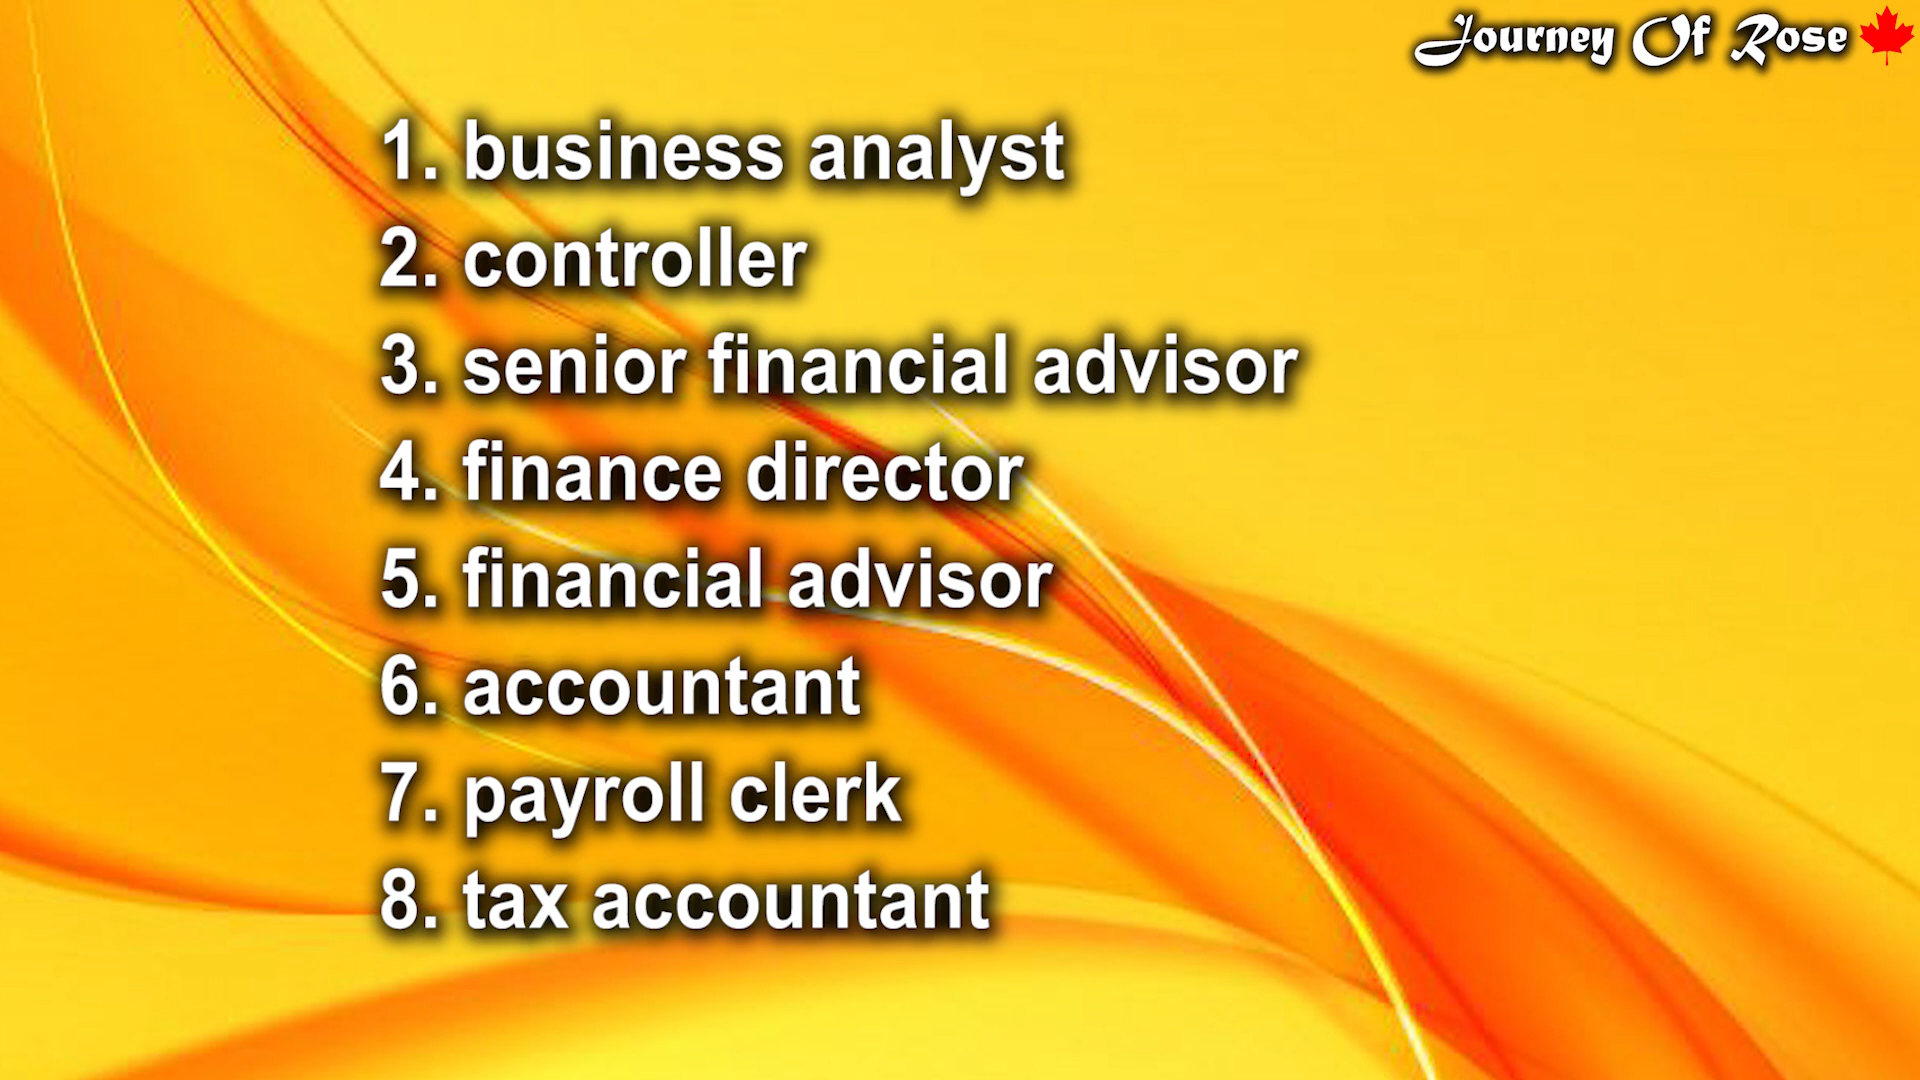 Journey Of Rose
1. business analyst
2. controller
3. senior financial advisor
4. finance director
5. financial advisor
6. accountant
7. payroll clerk
8. tax accountant